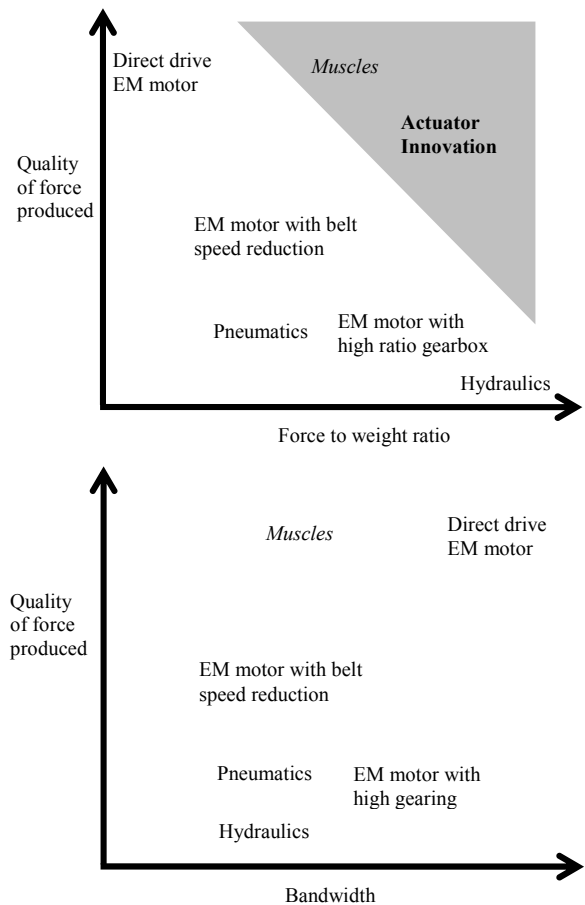 Direct drive
EM motor
Muscles
Actuator
Innovation
Quality
of force
produced
EM motor with belt
speed reduction
Pneumatics
EM motor with
high ratio gearbox
Hydraulics
Force to weight ratio
Muscles
Direct drive
EM motor
Quality
of force
produced
EM motor with belt
speed reduction
Pneumatics
EM motor with
high gearing
Hydraulics
Bandwidth